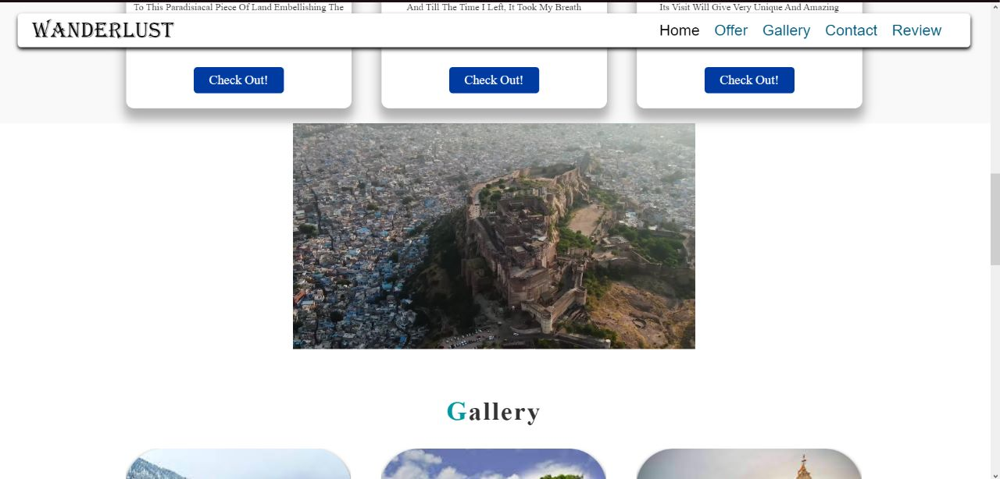 To This Paradisiacal Piece Of Land Embellishing The
And Till The Time I Left, It Took My Breath
Its Visit Will Give Very Unique And Amazing
WANDERLUST
Home Offer Gallery Contact Review
Check Out!
Check Out!
Check Out!
Gallery